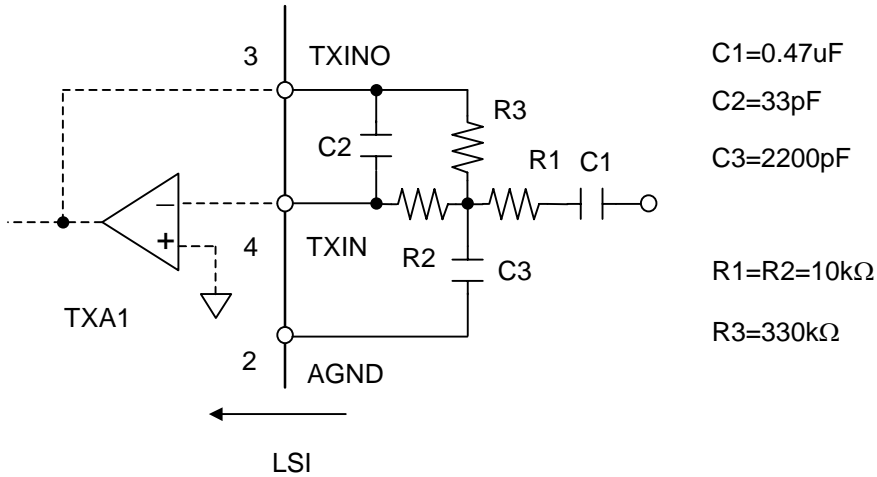 3 TXINO
C1=0.47uF
C2=33pF
R3
C2
R1 C1
C3=2200pF
−
+
4 TXIN
R2
C3
R1=R2=10kΩ
TXA1
R3=330kΩ
2 AGND
LSI